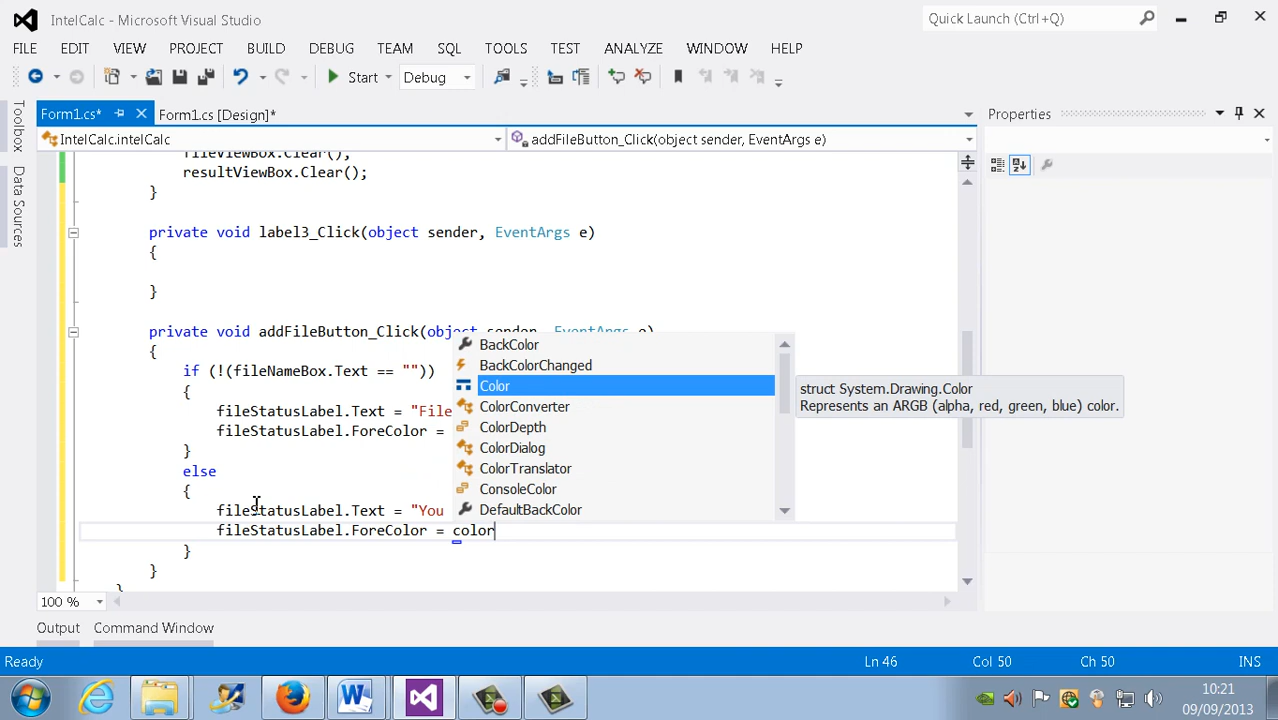 IntelCalc - Microsoft Visual Studio
Quick Launch (Ctrl+Q)
FILE EDIT VIEW PROJECT BUILD DEBUG TEAM SQL TOOLS TEST ANALYZE WINDOW HELP
Start Debug
Form1.cs* Form1.cs [Design]*
Properties
IntelCalc.intelCalc
addFileButton_Click(object sender, EventArgs e)
Toolbox
Data Sources
fileViewBox.Clear();
resultViewBox.Clear();
}
private void label3_Click(object sender, EventArgs e)
{
}
private void addFileButton_Click(object sender, EventArgs e)
{
if (!(fileNameBox.Text == ""))
{
fileStatusLabel.Text = "File
fileStatusLabel.ForeColor =
}
else
{
fileStatusLabel.Text = "You
fileStatusLabel.ForeColor = color
}
}
}
BackColor
BackColorChanged
Color
ColorConverter
ColorDepth
ColorDialog
ColorTranslator
ConsoleColor
DefaultBackColor
struct System.Drawing.Color
Represents an ARGB (alpha, red, green, blue) color.
100 %
Output Command Window
Ready Ln 46 Col 50 Ch 50 INS
10:21
09/09/2013